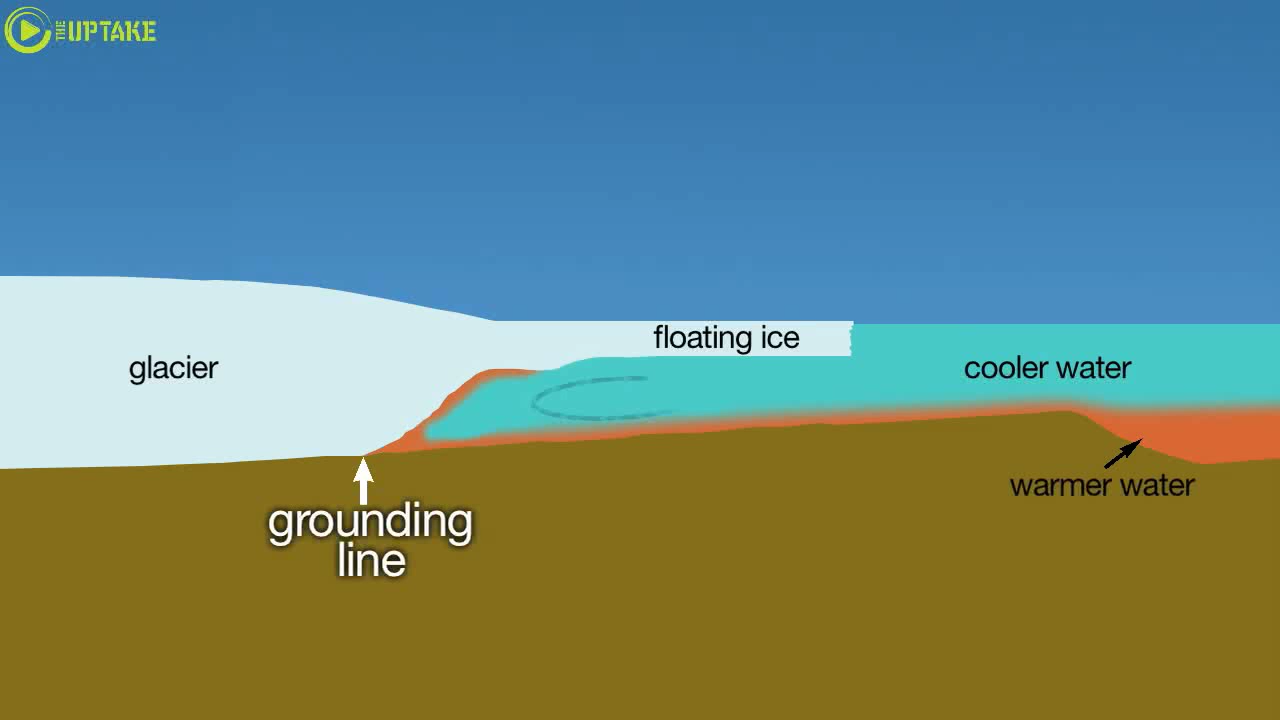 THE UPTAKE
floating ice
glacier
cooler water
warmer water
grounding
line